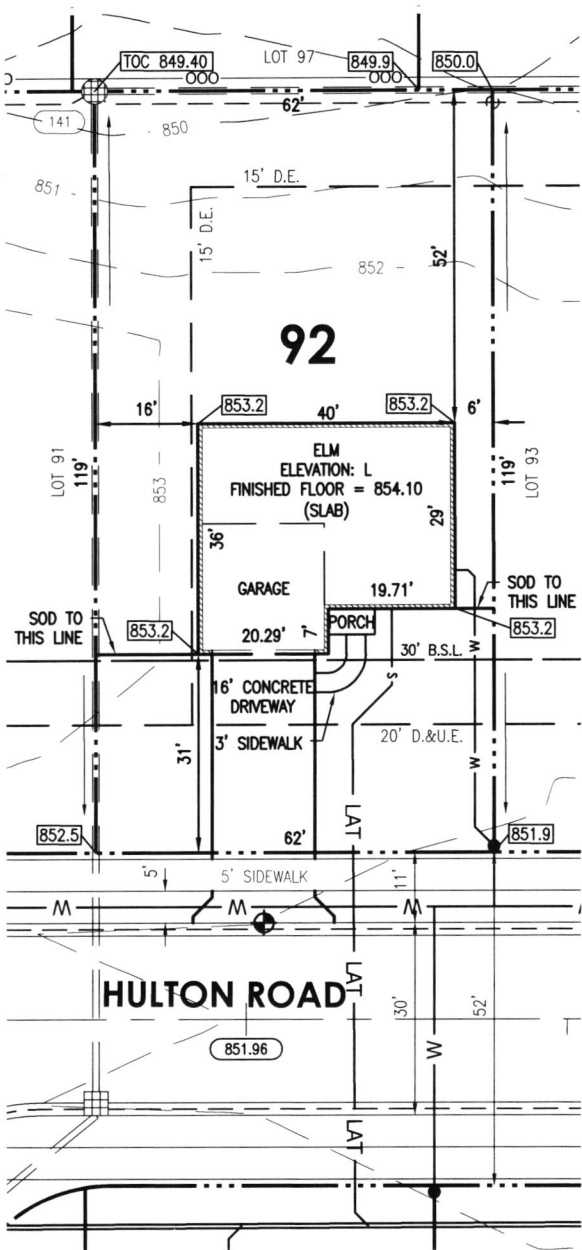 LOT 97
TOC 849.40
849.9
850.0
62'
141
850
851
15' D.E.
15' D.E.
52'
852
92
16'
853.2
40'
853.2
6'
LOT 91
119'
853
ELM
ELEVATION: L
FINISHED FLOOR = 854.10
(SLAB)
36'
29'
119'
LOT 93
GARAGE
19.71'
SOD TO
THIS LINE
SOD TO
THIS LINE
853.2
20.29'
7'
PORCH
853.2
30' B.S.L.
W
S
16' CONCRETE
DRIVEWAY
3' SIDEWALK
31'
20' D.&U.E.
W
LAT
852.5
62'
851.9
5'
5' SIDEWALK
11'
W
W
W
HULTON ROAD
LAT
30'
52'
851.96
W
LAT